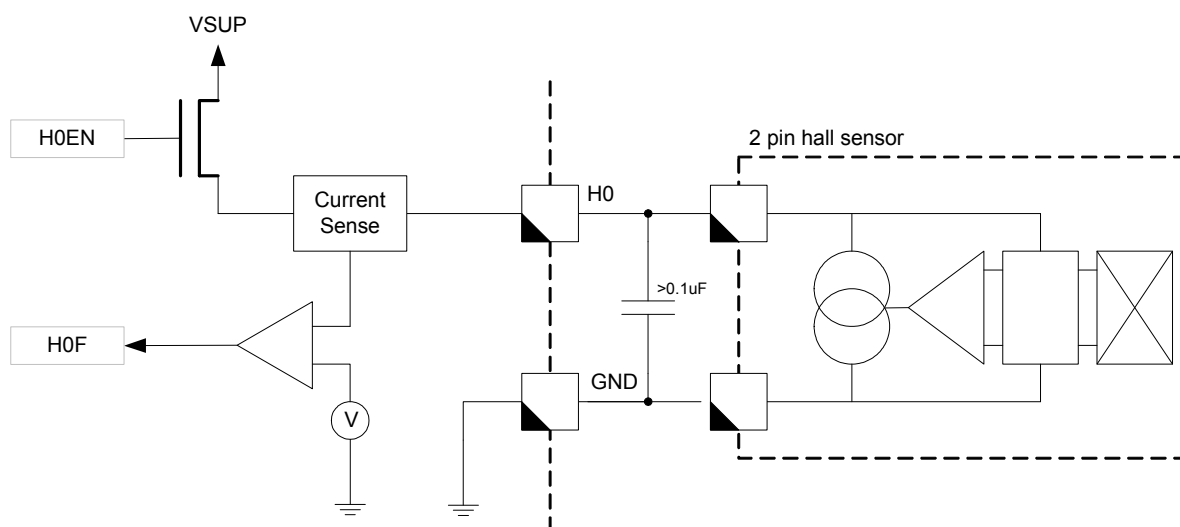 VSUP
H0EN
2 pin hall sensor
Current
Sense
H0
>0.1uF
H0F
GND
V